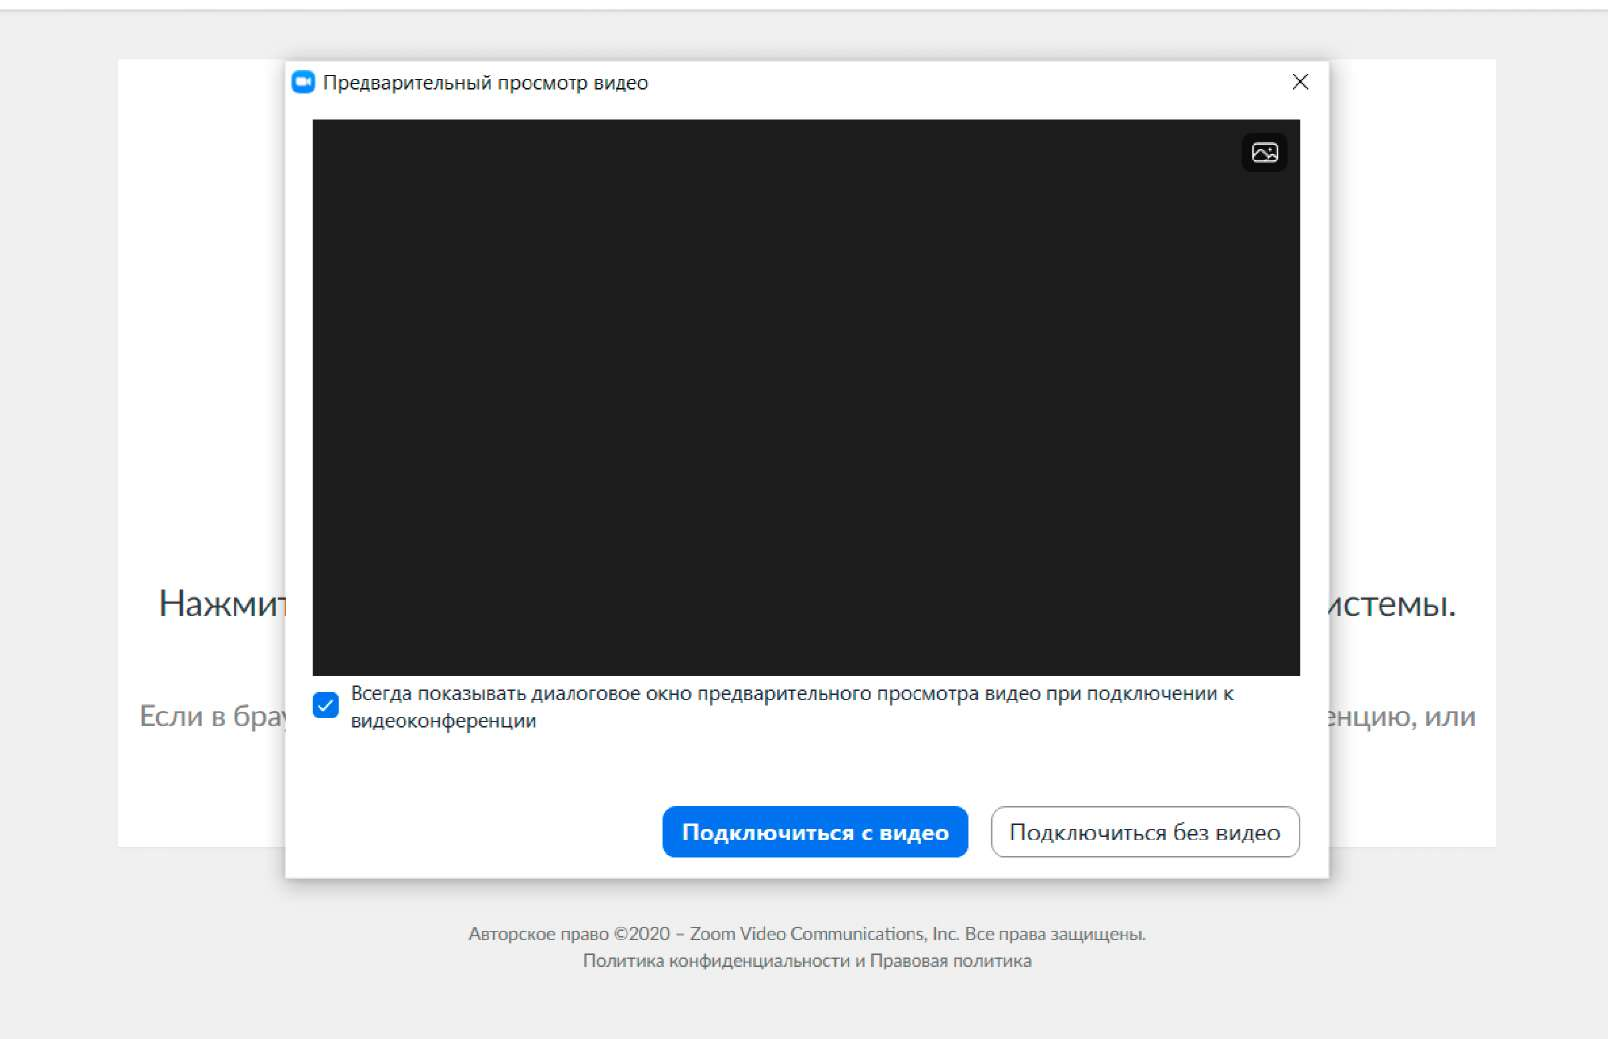 Предварительный просмотр видео
Нажмит
истемы.
Всегда показывать диалоговое окно предварительного просмотра видео при подключении к
видеоконференции
Если в брау
енцию, или
Подключиться с видео
Подключиться без видео
Авторское право ©2020 – Zoom Video Communications, Inc. Все права защищены.
Политика конфиденциальности и Правовая политика